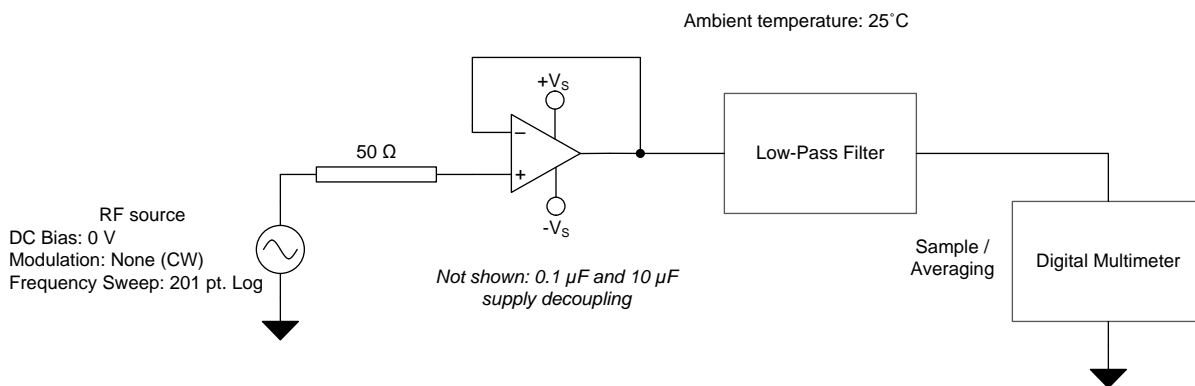 Ambient temperature: 25˚C
+VS
−
50 Ω
+
Low-Pass Filter
RF source
DC Bias: 0 V
Modulation: None (CW)
Frequency Sweep: 201 pt. Log
-VS
Not shown: 0.1 µF and 10 µF
supply decoupling
Sample /
Averaging
Digital Multimeter